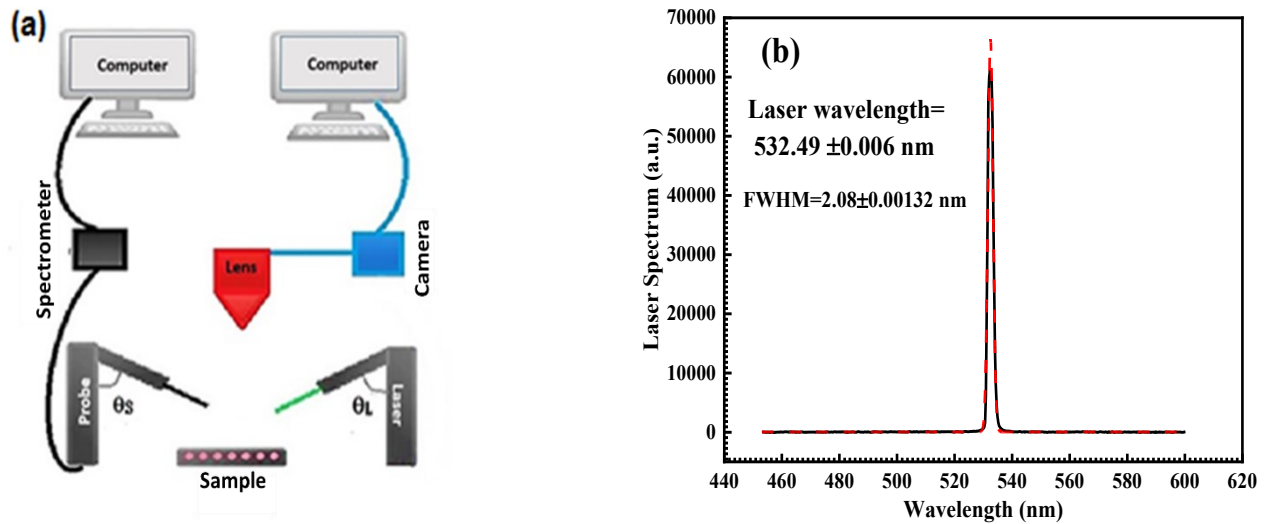 (a)
Computer
Computer
Spectrometer
Lens
Camera
Probe
θS
θL
Laser
Sample
(b)
Laser wavelength=
532.49 ±0.006 nm
FWHM=2.08±0.00132 nm
Laser Spectrum (a.u.)
70000
60000
50000
40000
30000
20000
10000
0
440 460 480 500 520 540 560 580 600 620
Wavelength (nm)